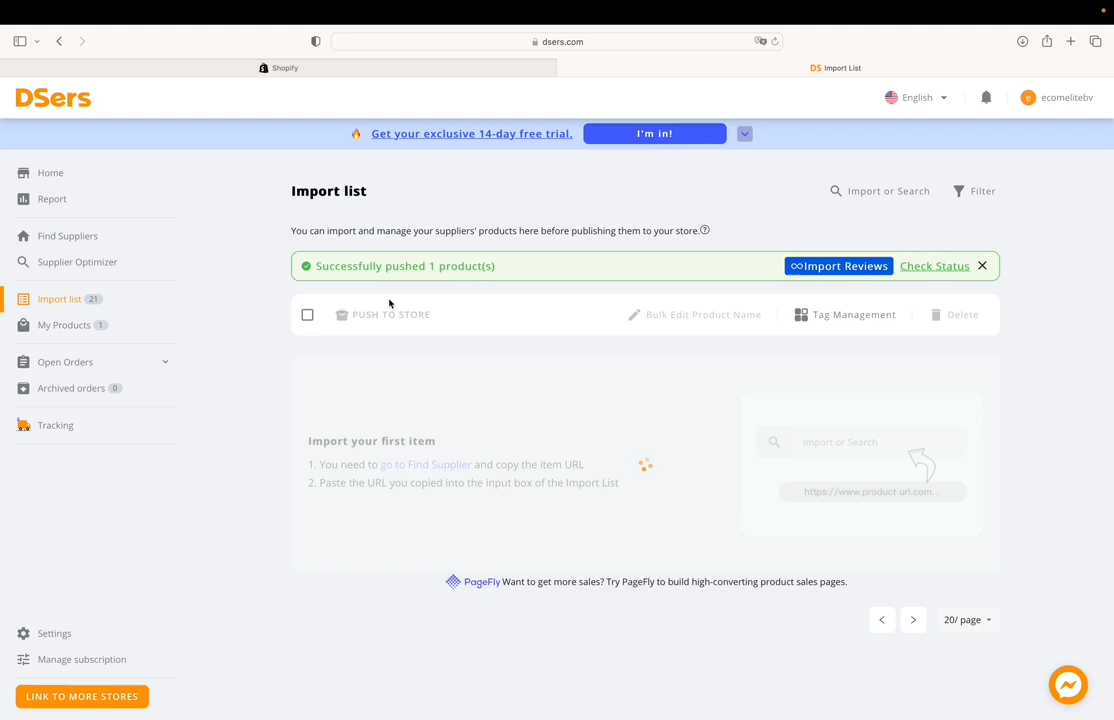 dsers.com
Shopify
DS Import List
DSers
English
e ecomelitebv
Get your exclusive 14-day free trial.
I'm in!
Home
Report
Find Suppliers
Supplier Optimizer
Import list 21
My Products 1
Open Orders
Archived orders 0
Tracking
Settings
Manage subscription
LINK TO MORE STORES
Import list
Import or Search
Filter
You can import and manage your suppliers' products here before publishing them to your store.?
Successfully pushed 1 product(s)
Import Reviews
Check Status
PUSH TO STORE
Bulk Edit Product Name
Tag Management
Delete
Import your first item
1. You need to go to Find Supplier and copy the item URL
2. Paste the URL you copied into the input box of the Import List
Import or Search
https://www.product url.com...
PageFly Want to get more sales? Try PageFly to build high-converting product sales pages.
20/ page